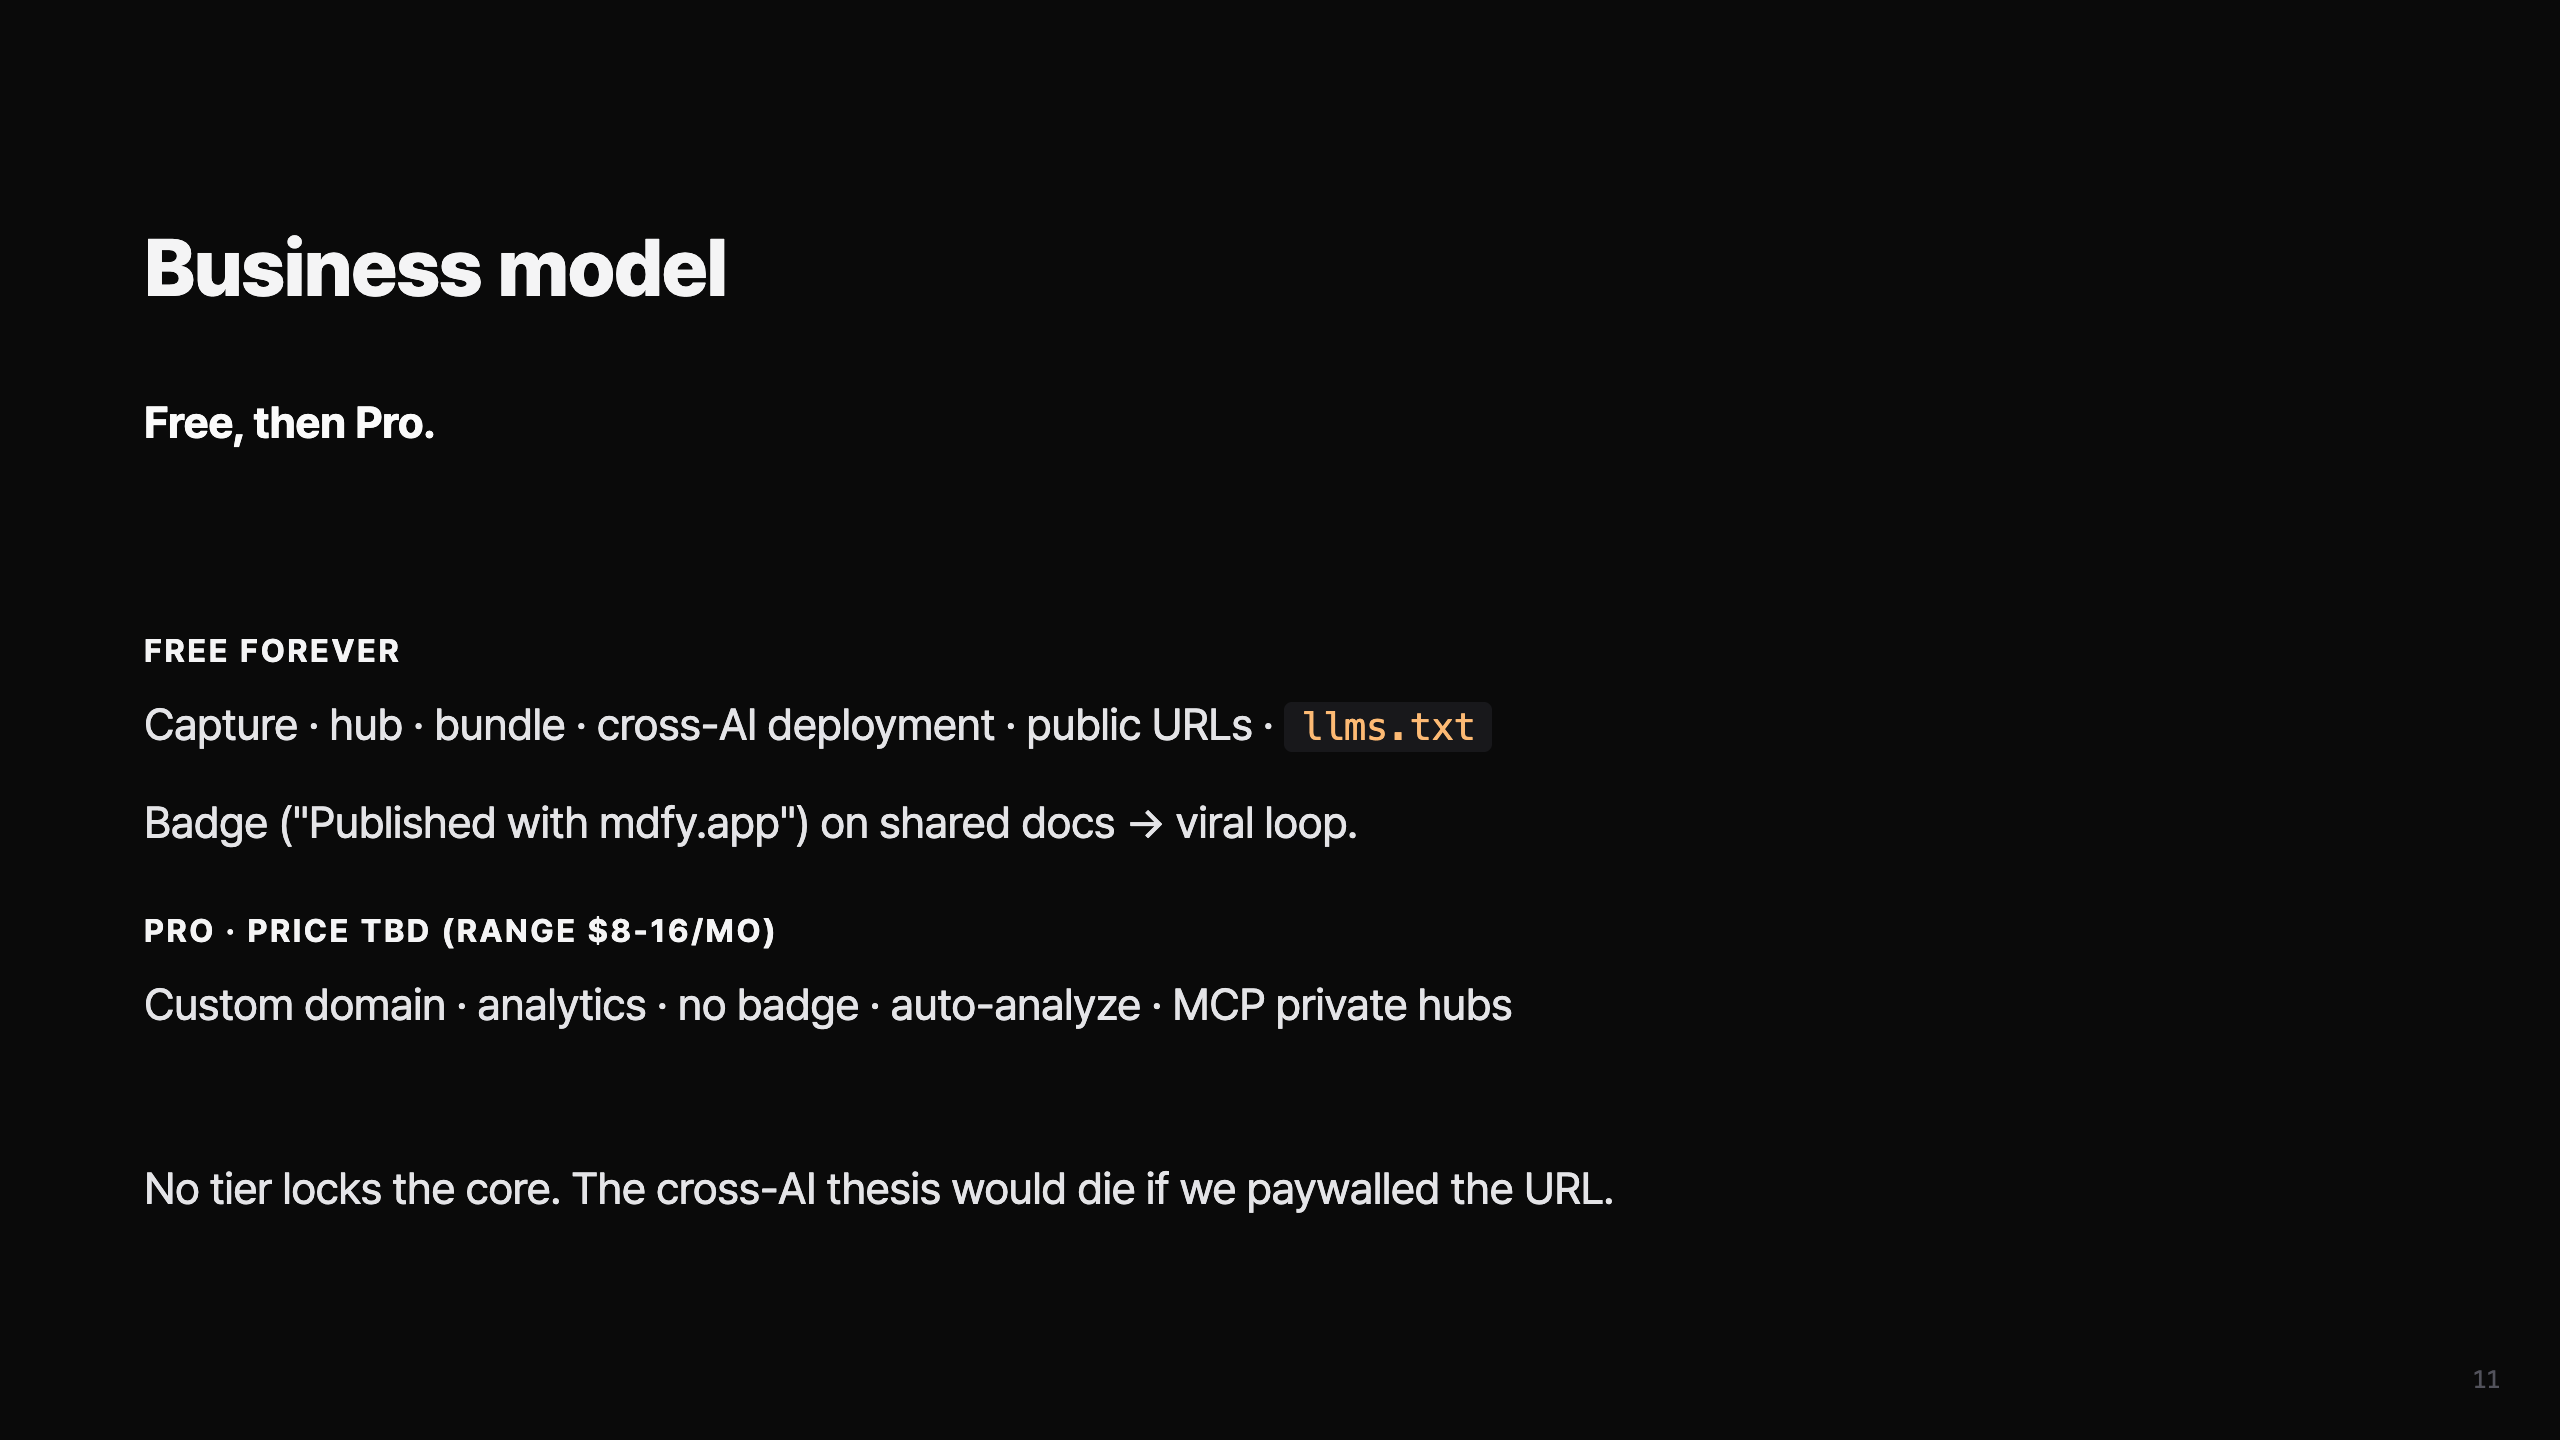 Business model
Free, then Pro.
FREE FOREVER
Capture · hub · bundle · cross-AI deployment · public URLs · llms.txt
Badge ("Published with mdfy.app") on shared docs → viral loop.
PRO · PRICE TBD (RANGE $8-16/MO)
Custom domain · analytics · no badge · auto-analyze · MCP private hubs
No tier locks the core. The cross-AI thesis would die if we paywalled the URL.
11